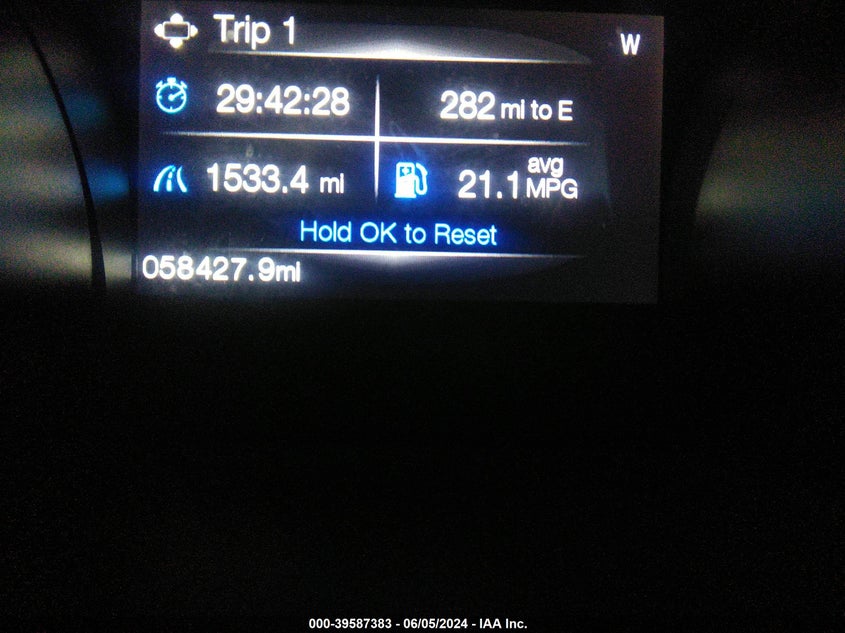 Trip 1
W
29:42:28
282 mi to E
1533.4 mi
21.1 avg MPG
Hold OK to Reset
058427.9mi
000-39587383 - 06/05/2024 - IAA Inc.